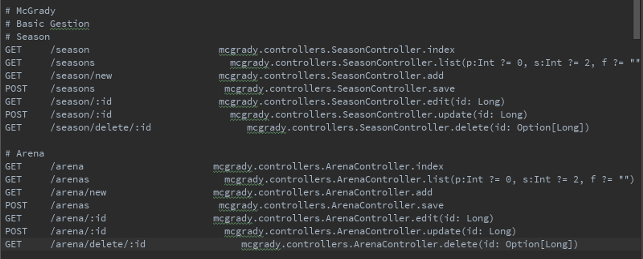 # McGrady
# Basic Gestion
# Season
GET /season mcgrady.controllers.SeasonController.index
GET /seasons mcgrady.controllers.SeasonController.list(p:Int ?= 0, s:Int ?= 2, f ?= ""
GET /season/new mcgrady.controllers.SeasonController.add
POST /seasons mcgrady.controllers.SeasonController.save
GET /season/:id mcgrady.controllers.SeasonController.edit(id: Long)
POST /season/:id mcgrady.controllers.SeasonController.update(id: Long)
GET /season/delete/:id mcgrady.controllers.SeasonController.delete(id: Option[Long])
# Arena
GET /arena mcgrady.controllers.ArenaController.index
GET /arenas mcgrady.controllers.ArenaController.list(p:Int ?= 0, s:Int ?= 2, f ?= "")
GET /arena/new mcgrady.controllers.ArenaController.add
POST /arenas mcgrady.controllers.ArenaController.save
GET /arena/:id mcgrady.controllers.ArenaController.edit(id: Long)
POST /arena/:id mcgrady.controllers.ArenaController.update(id: Long)
GET /arena/delete/:id mcgrady.controllers.ArenaController.delete(id: Option[Long])